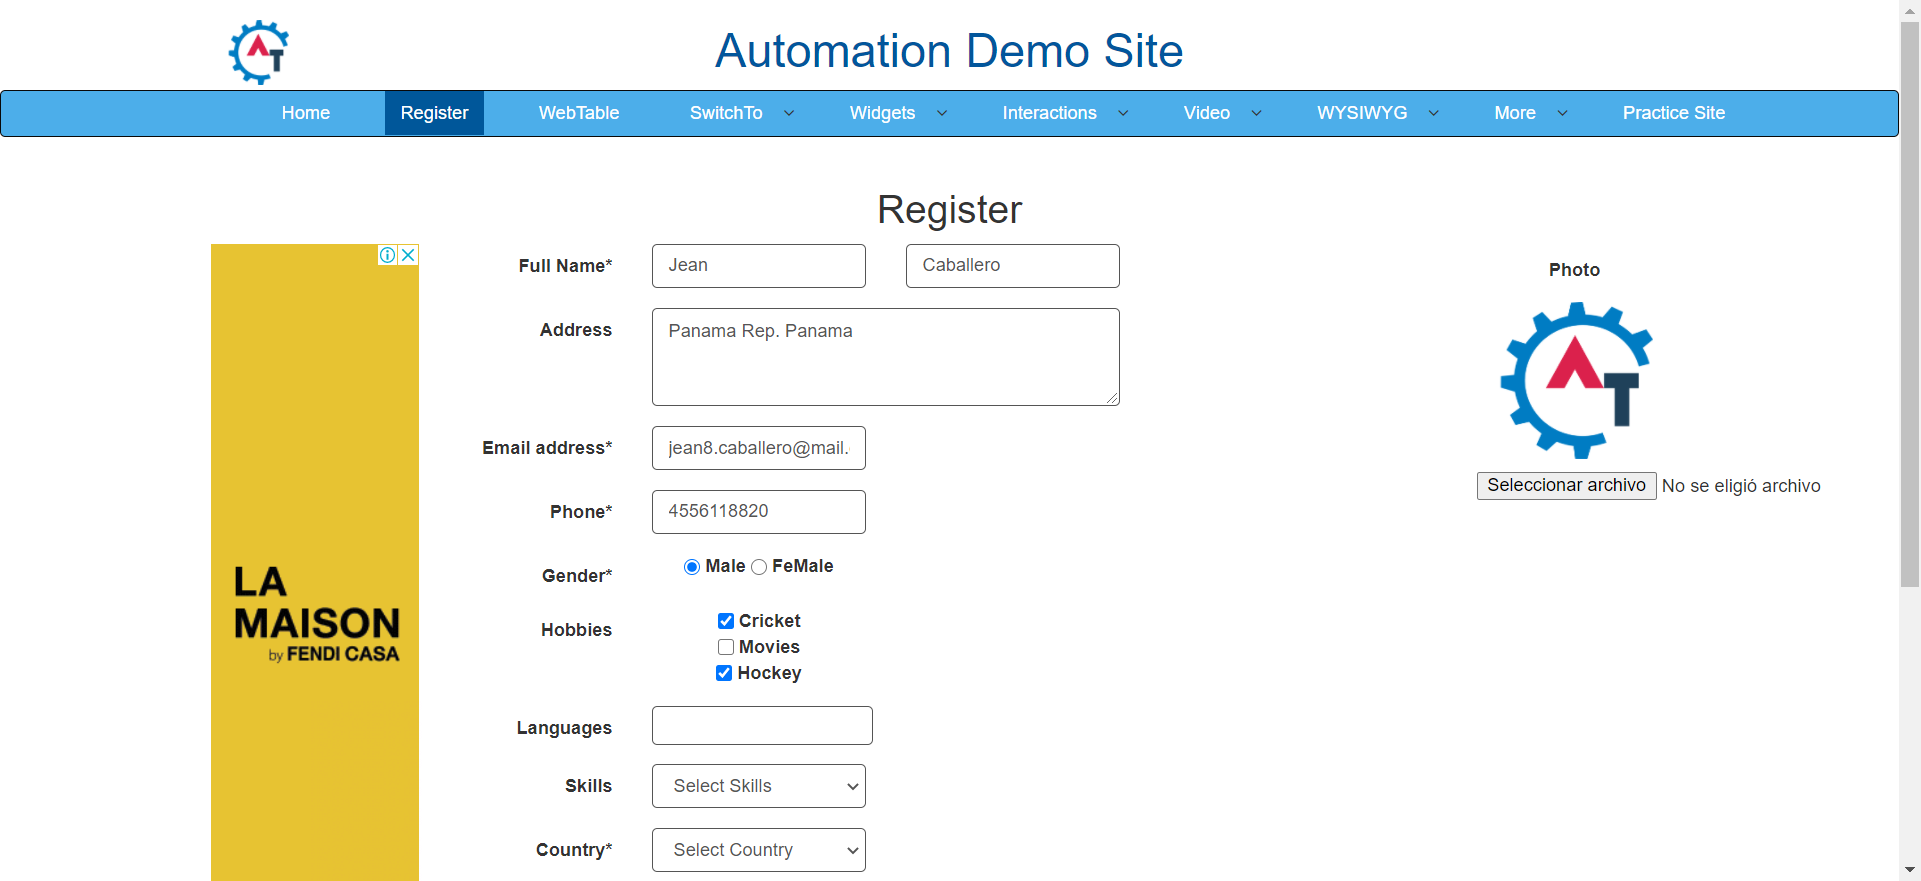 AT
Automation Demo Site
Home Register WebTable SwitchTo Widgets Interactions Video WYSIWYG More Practice Site
Register
Full Name* Jean Caballero
Photo
AT
Address Panama Rep. Panama
Email address* jean8.caballero@mail.
Seleccionar archivo No se eligió archivo
Phone* 4556118820
Gender* Male FeMale
Hobbies Cricket
Movies
Hockey
Languages
Skills Select Skills
Country* Select Country
LA
MAISON
by FENDI CASA